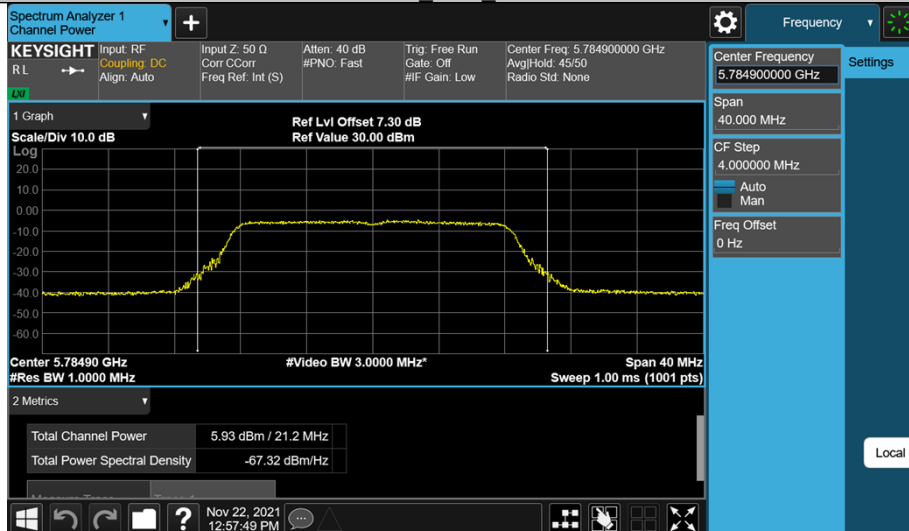 Spectrum Analyzer 1
Channel Power
+
Frequency
KEYSIGHT
R L
LXI
Input: RF
Coupling: DC
Align: Auto
Input Z: 50 Ω
Corr CCorr
Freq Ref: Int (S)
Atten: 40 dB
#PNO: Fast
Trig: Free Run
Gate: Off
#IF Gain: Low
Center Freq: 5.784900000 GHz
Avg|Hold: 45/50
Radio Std: None
Center Frequency
5.784900000 GHz
Settings
Span
40.000 MHz
CF Step
4.000000 MHz
Auto
Man
Freq Offset
0 Hz
1 Graph
Scale/Div 10.0 dB
Ref Lvl Offset 7.30 dB
Ref Value 30.00 dBm
Log
20.0
10.0
0.00
-10.0
-20.0
-30.0
-40.0
-50.0
-60.0
Center 5.78490 GHz
#Video BW 3.0000 MHz*
Span 40 MHz
#Res BW 1.0000 MHz
Sweep 1.00 ms (1001 pts)
2 Metrics
Total Channel Power 5.93 dBm / 21.2 MHz
Total Power Spectral Density -67.32 dBm/Hz
Local
?
Nov 22, 2021
12:57:49 PM